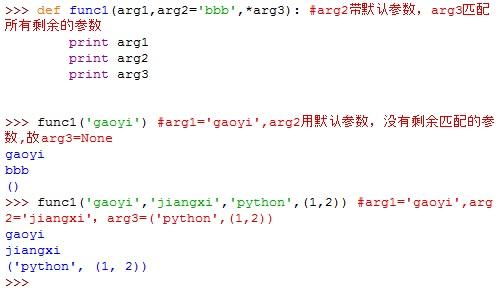 >>> def func1(arg1,arg2='bbb',*arg3): #arg2带默认参数，arg3匹配
所有剩余的参数
        print arg1
        print arg2
        print arg3
>>> func1('gaoyi') #arg1='gaoyi',arg2用默认参数，没有剩余匹配的参
数,故arg3=None
gaoyi
bbb
()
>>> func1('gaoyi','jiangxi','python',(1,2)) #arg1='gaoyi',arg
2='jiangxi'，arg3=('python',(1,2))
gaoyi
jiangxi
('python', (1, 2))
>>>